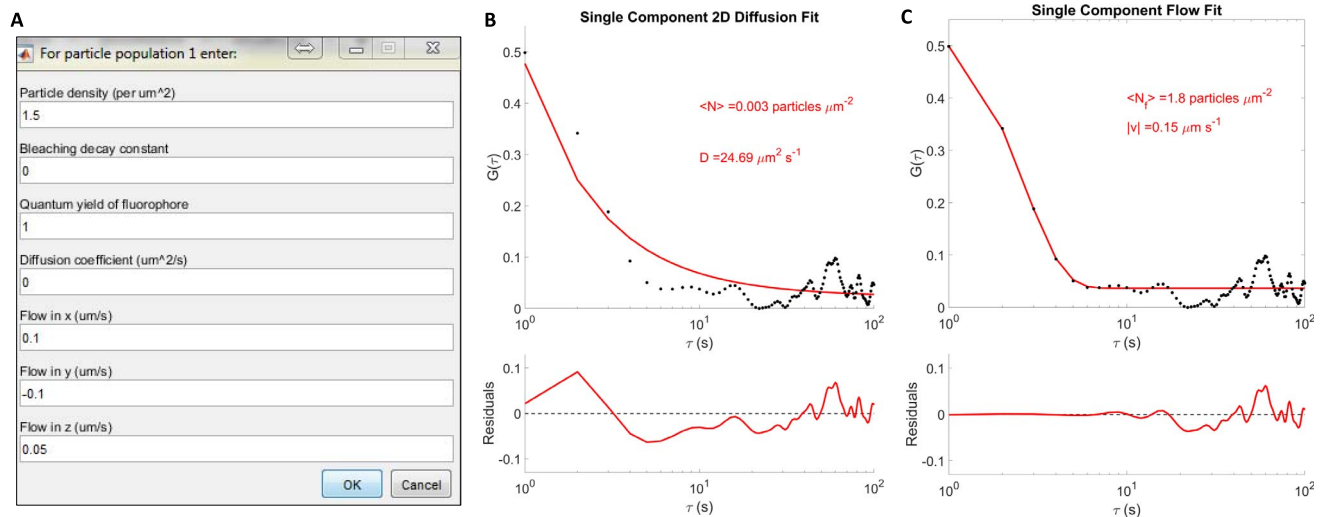 A
For particle population 1 enter:
Particle density (per um^2)
1.5
Bleaching decay constant
0
Quantum yield of fluorophore
1
Diffusion coefficient (um^2/s)
0
Flow in x (um/s)
0.1
Flow in y (um/s)
-0.1
Flow in z (um/s)
0.05
OK Cancel
B
Single Component 2D Diffusion Fit
0.5
0.4
0.3
0.2
0.1
0
G(τ)
<N> =0.003 particles μm⁻²
D =24.69 μm² s⁻¹
10⁰ 10¹ 10²
τ (s)
0.1
0
-0.1
Residuals
10⁰ 10¹ 10²
τ (s)
C
Single Component Flow Fit
0.5
0.4
0.3
0.2
0.1
0
G(τ)
<N_f> =1.8 particles μm⁻²
|v| =0.15 μm s⁻¹
10⁰ 10¹ 10²
τ (s)
0.1
0
-0.1
Residuals
10⁰ 10¹ 10²
τ (s)